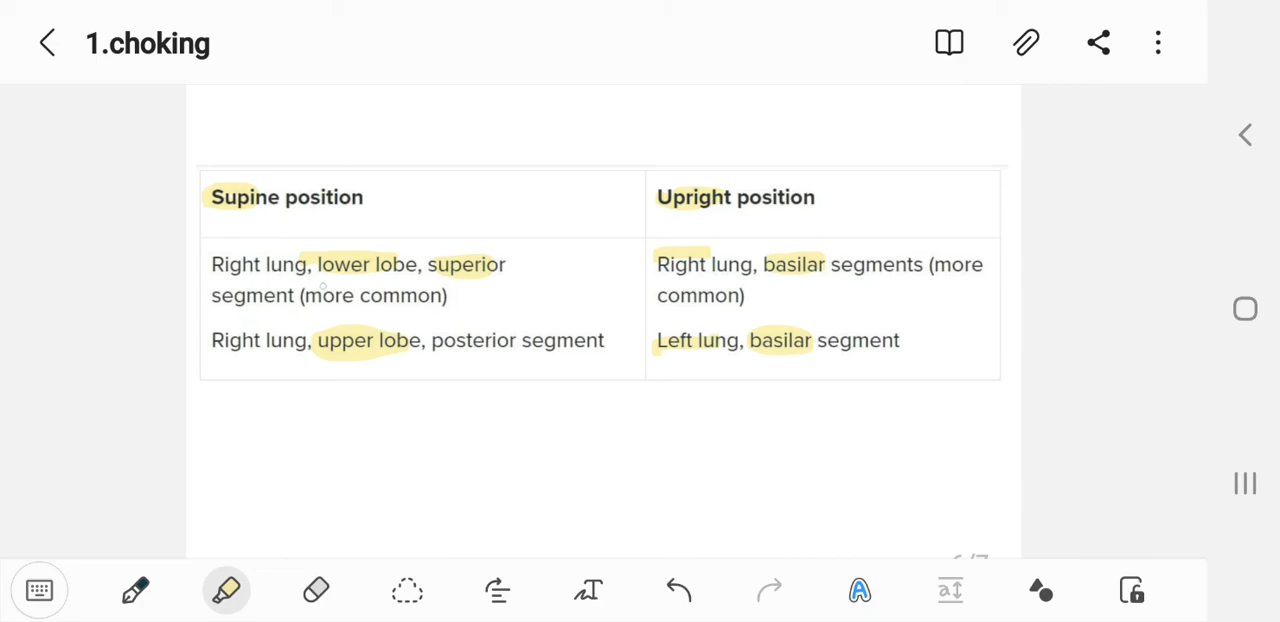 1.choking
Supine position
Upright position
Right lung, lower lobe, superior
segment (more common)
Right lung, upper lobe, posterior segment
Right lung, basilar segments (more
common)
Left lung, basilar segment